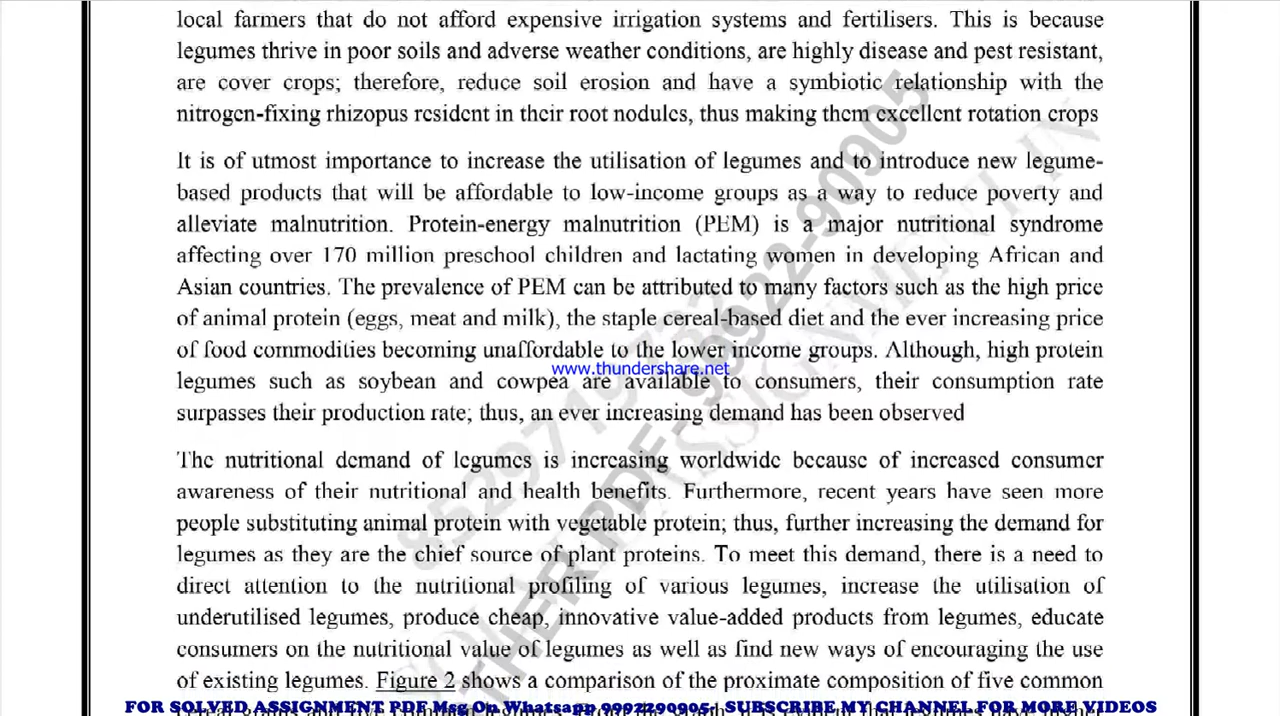 local farmers that do not afford expensive irrigation systems and fertilisers. This is because
legumes thrive in poor soils and adverse weather conditions, are highly disease and pest resistant,
are cover crops; therefore, reduce soil erosion and have a symbiotic relationship with the
nitrogen-fixing rhizopus resident in their root nodules, thus making them excellent rotation crops
It is of utmost importance to increase the utilisation of legumes and to introduce new legume-
based products that will be affordable to low-income groups as a way to reduce poverty and
alleviate malnutrition. Protein-energy malnutrition (PEM) is a major nutritional syndrome
affecting over 170 million preschool children and lactating women in developing African and
Asian countries. The prevalence of PEM can be attributed to many factors such as the high price
of animal protein (eggs, meat and milk), the staple cereal-based diet and the ever increasing price
of food commodities becoming unaffordable to the lower income groups. Although, high protein
www.thundershare.net
legumes such as soybean and cowpea are available to consumers, their consumption rate
surpasses their production rate; thus, an ever increasing demand has been observed
The nutritional demand of legumes is increasing worldwide because of increased consumer
awareness of their nutritional and health benefits. Furthermore, recent years have seen more
people substituting animal protein with vegetable protein; thus, further increasing the demand for
legumes as they are the chief source of plant proteins. To meet this demand, there is a need to
direct attention to the nutritional profiling of various legumes, increase the utilisation of
underutilised legumes, produce cheap, innovative value-added products from legumes, educate
consumers on the nutritional value of legumes as well as find new ways of encouraging the use
of existing legumes. Figure 2 shows a comparison of the proximate composition of five common
FOR SOLVED ASSIGNMENT PDF Msg On Whatsapp 9992290905- SUBSCRIBE MY CHANNEL FOR MORE VIDEOS